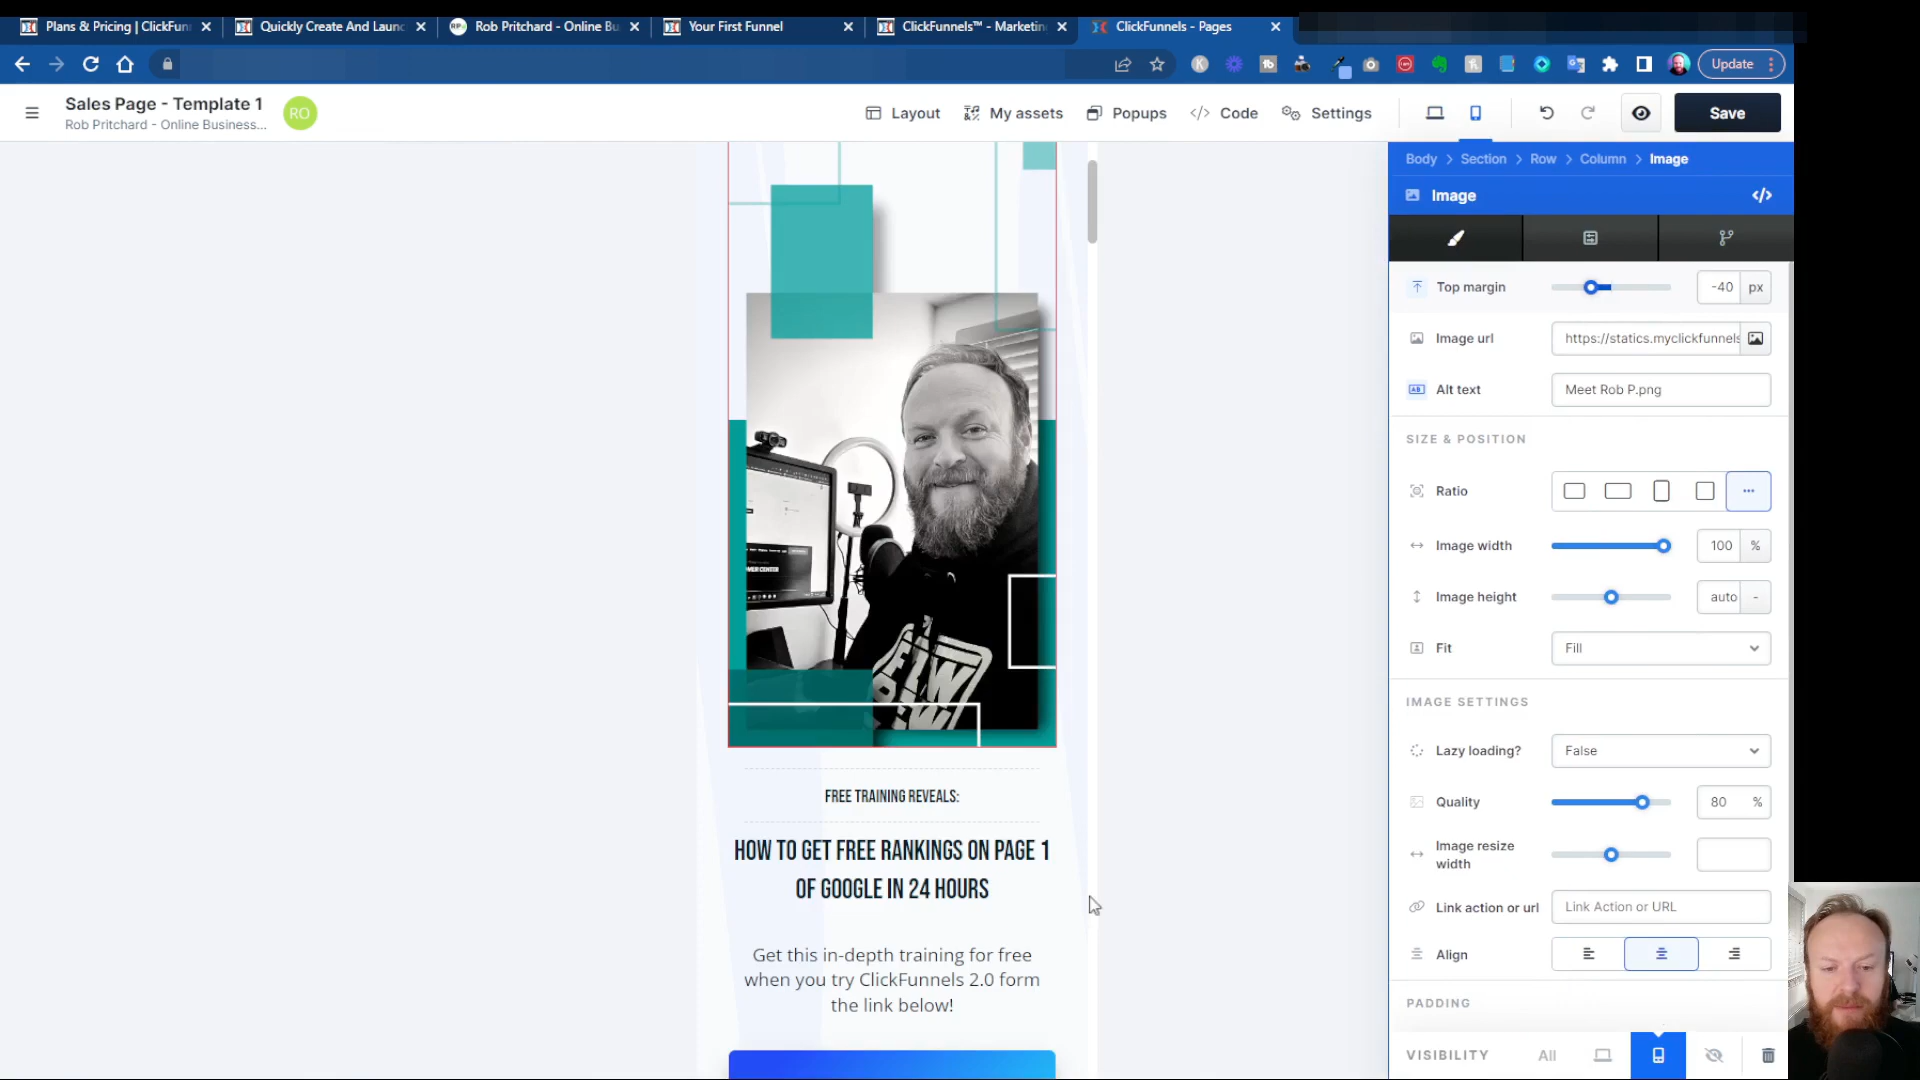 Plans & Pricing | ClickFun
Quickly Create And Launc
Rob Pritchard - Online Bu
Your First Funnel
ClickFunnels™ - Marketin
ClickFunnels - Pages
Update
Sales Page - Template 1
Rob Pritchard - Online Business...
RO
Layout
My assets
Popups
Code
Settings
Save
Body > Section > Row > Column > Image
Image
Top margin
-40 px
Image url
https://statics.myclickfunnels
Alt text
Meet Rob P.png
SIZE & POSITION
Ratio
Image width
100 %
Image height
auto -
Fit
Fill
IMAGE SETTINGS
Lazy loading?
False
Quality
80 %
Image resize
width
Link action or url
Link Action or URL
Align
PADDING
VISIBILITY
All
FREE TRAINING REVEALS:
HOW TO GET FREE RANKINGS ON PAGE 1
OF GOOGLE IN 24 HOURS
Get this in-depth training for free
when you try ClickFunnels 2.0 form
the link below!